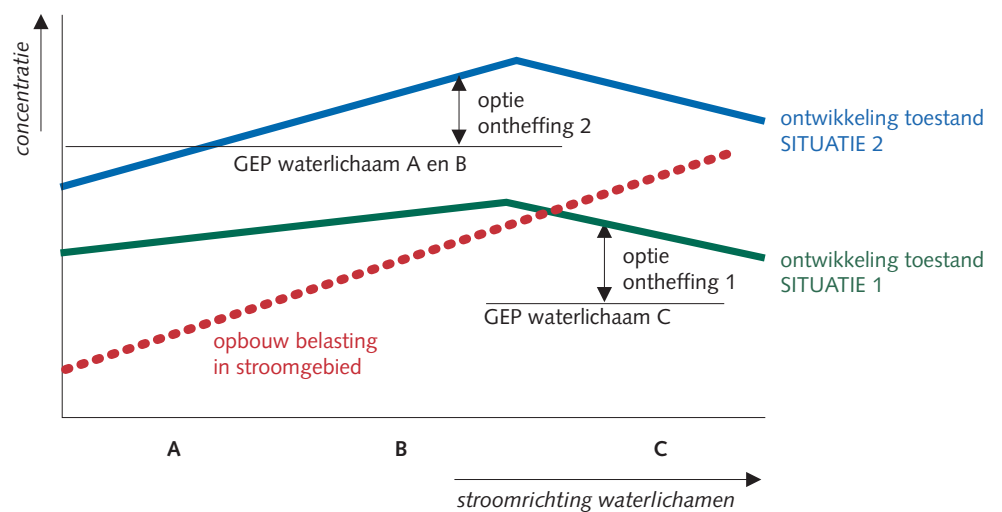 concentratie
optie
ontheffing 2
GEP waterlichaam A en B
ontwikkeling toestand
SITUATIE 2
optie
ontheffing 1
GEP waterlichaam C
ontwikkeling toestand
SITUATIE 1
opbouw belasting
in stroomgebied
A B C
stroomrichting waterlichamen